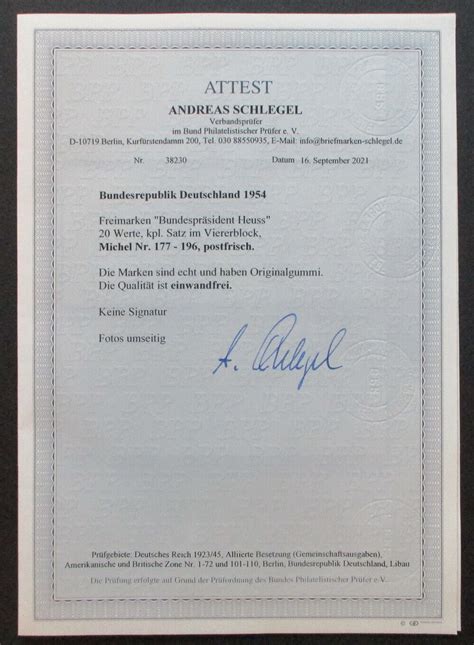 ATTEST
ANDREAS SCHLEGEL
Verbandsprüfer
im Bund Philatelistischer Prüfer e. V.
D-10719 Berlin, Kurfürstendamm 200, Tel. 030 88550935, E-Mail: info@briefmarken-schlegel.de
Nr. 38230 Datum 16. September 2021
Bundesrepublik Deutschland 1954
Freimarken "Bundespräsident Heuss"
20 Werte, kpl. Satz im Viererblock,
Michel Nr. 177 - 196, postfrisch.
Die Marken sind echt und haben Originalgummi.
Die Qualität ist einwandfrei.
Keine Signatur
Fotos umseitig
A. Schlegel
Prüfgebiete: Deutsches Reich 1923/45, Alliierte Besetzung (Gemeinschaftsausgaben),
Amerikanische und Britische Zone Nr. 1-72 und 101-110, Berlin, Bundesrepublik Deutschland, Libau
Die Prüfung erfolgte auf Grund der Prüfordnung des Bundes Philatelistischer Prüfer e.V.